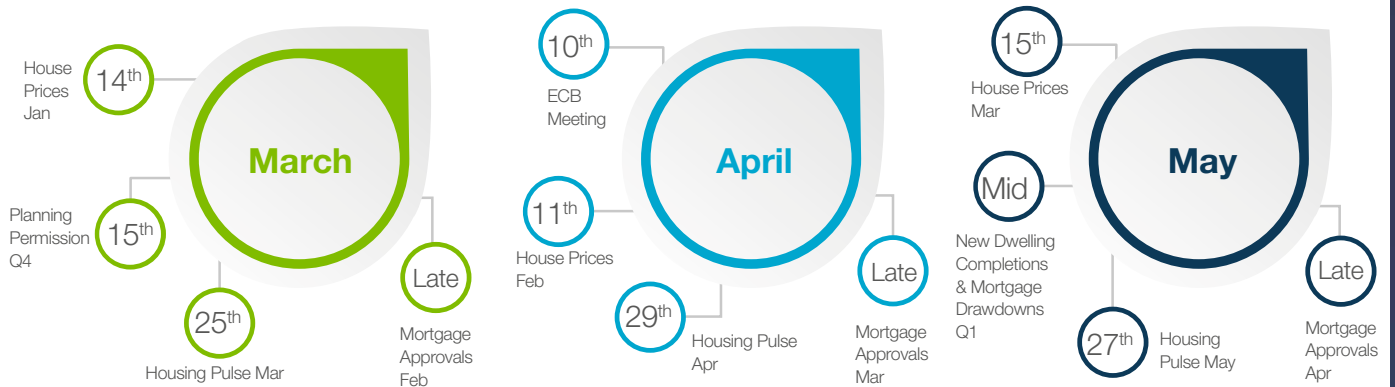 March
14th
House
Prices
Jan
15th
Planning
Permission
Q4
25th
Housing Pulse Mar
Late
Mortgage
Approvals
Feb
April
10th
ECB
Meeting
11th
House Prices
Feb
29th
Housing Pulse
Apr
Late
Mortgage
Approvals
Mar
May
15th
House Prices
Mar
Mid
New Dwelling
Completions
& Mortgage
Drawdowns
Q1
27th
Housing
Pulse May
Late
Mortgage
Approvals
Apr